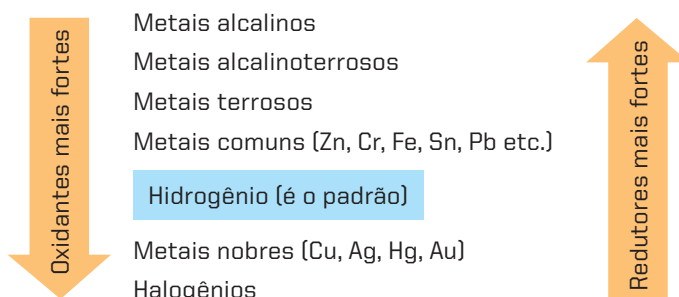 Oxidantes mais fortes
Metais alcalinos
Metais alcalinoterrosos
Metais terrosos
Metais comuns (Zn, Cr, Fe, Sn, Pb etc.)
Hidrogênio (é o padrão)
Metais nobres (Cu, Ag, Hg, Au)
Halogênios
Redutores mais fortes